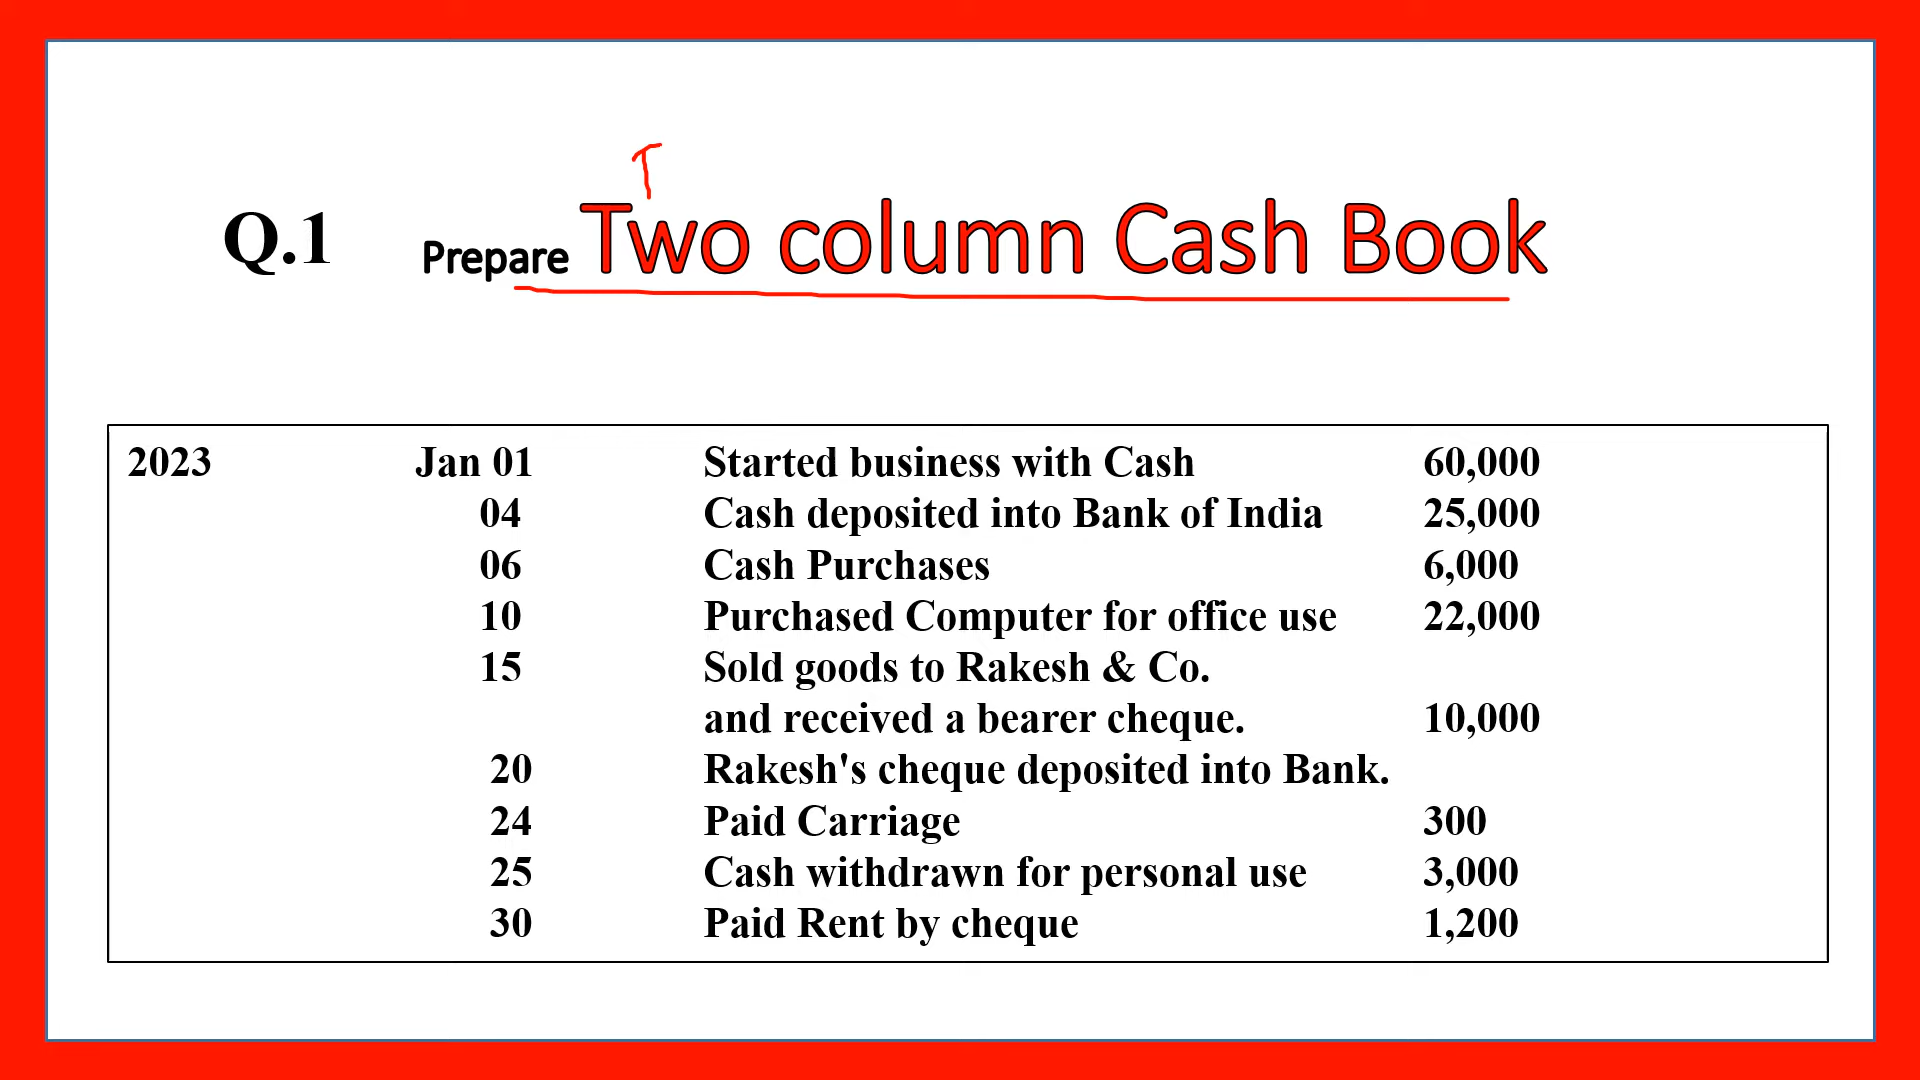 T
Q.1 Prepare Two column Cash Book
2023 Jan 01 Started business with Cash 60,000
04 Cash deposited into Bank of India 25,000
06 Cash Purchases 6,000
10 Purchased Computer for office use 22,000
15 Sold goods to Rakesh & Co.
and received a bearer cheque. 10,000
20 Rakesh's cheque deposited into Bank.
24 Paid Carriage 300
25 Cash withdrawn for personal use 3,000
30 Paid Rent by cheque 1,200